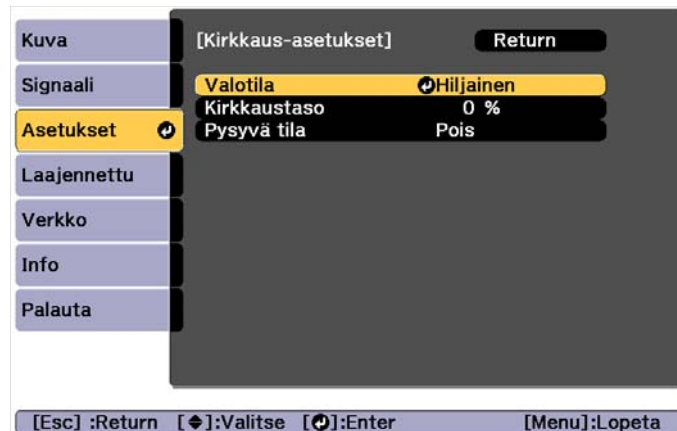 Kuva
Signaali
Asetukset
Laajennettu
Verkko
Info
Palauta
[Kirkkaus-asetukset] Return
Valotila Hiljainen
Kirkkaustaso 0 %
Pysyvä tila Pois
[Esc] :Return [ ]:Valitse [ ]:Enter [Menu]:Lopeta